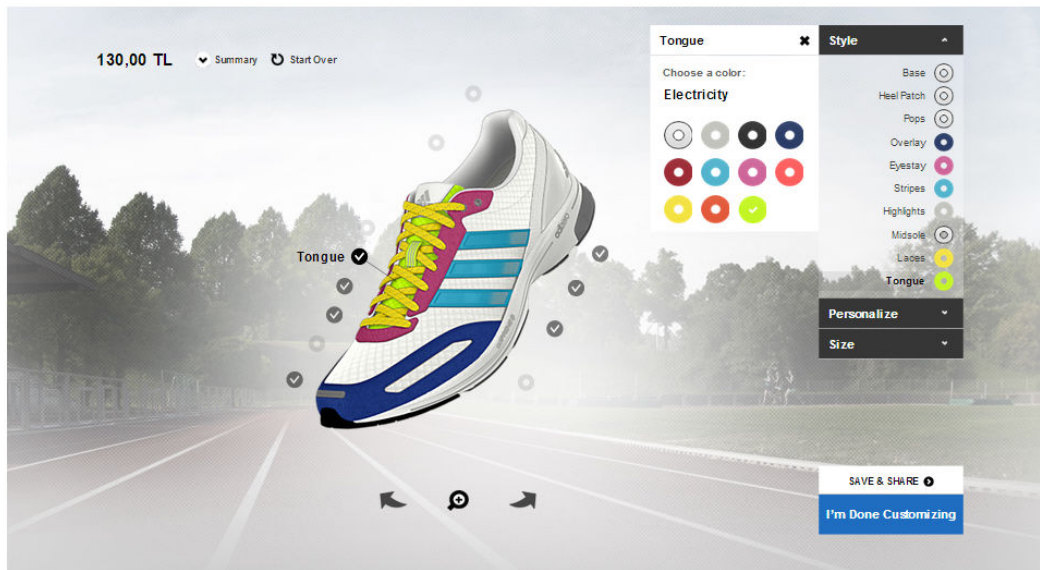 130,00 TL
Summary
Start Over
Tongue
Tongue
Choose a color:
Electricity
Style
Base
Heel Patch
Pops
Overlay
Eyestay
Stripes
Highlights
Midsole
Laces
Tongue
Personalize
Size
SAVE & SHARE
I'm Done Customizing